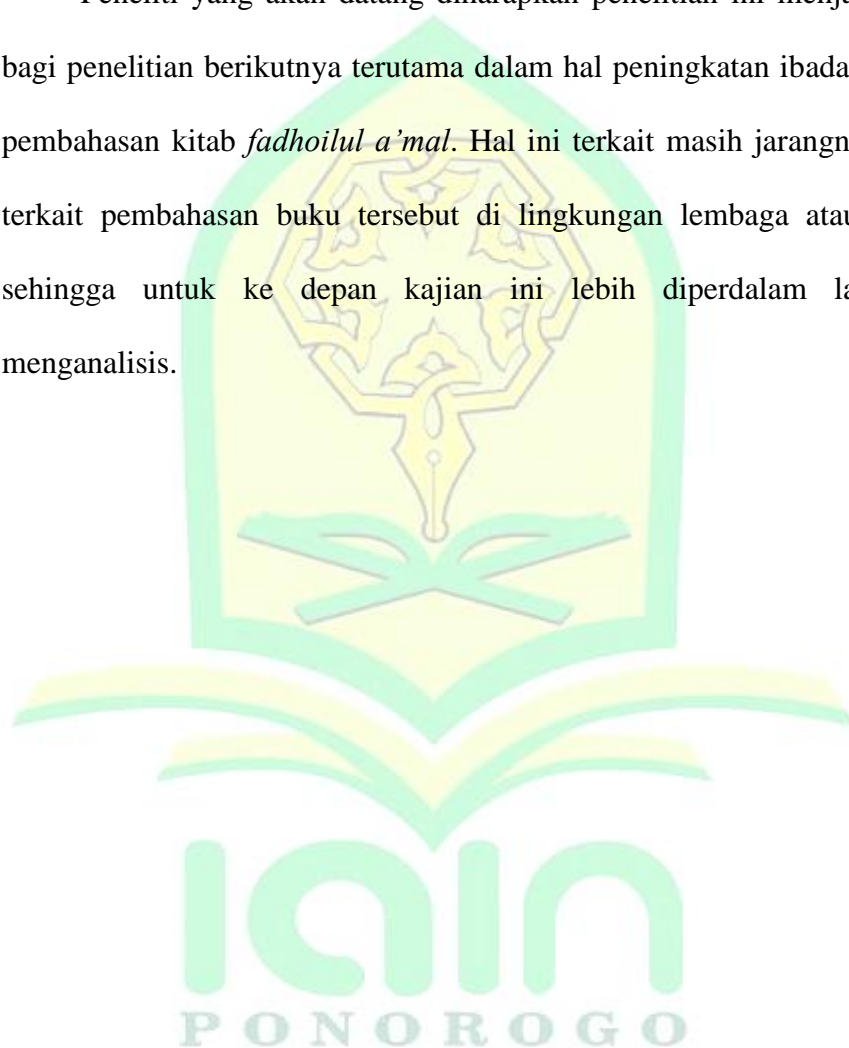 Peneliti yang akan datang diharapkan penelitian ini
bagi penelitian berikutnya terutama dalam hal peningkatan
pembahasan kitab fadhoilul a’mal. Hal ini terkait masih
terkait pembahasan buku tersebut di lingkungan lembaga
sehingga untuk ke depan kajian ini lebih diperdalam
menganalisis.
iain
PONOROGO